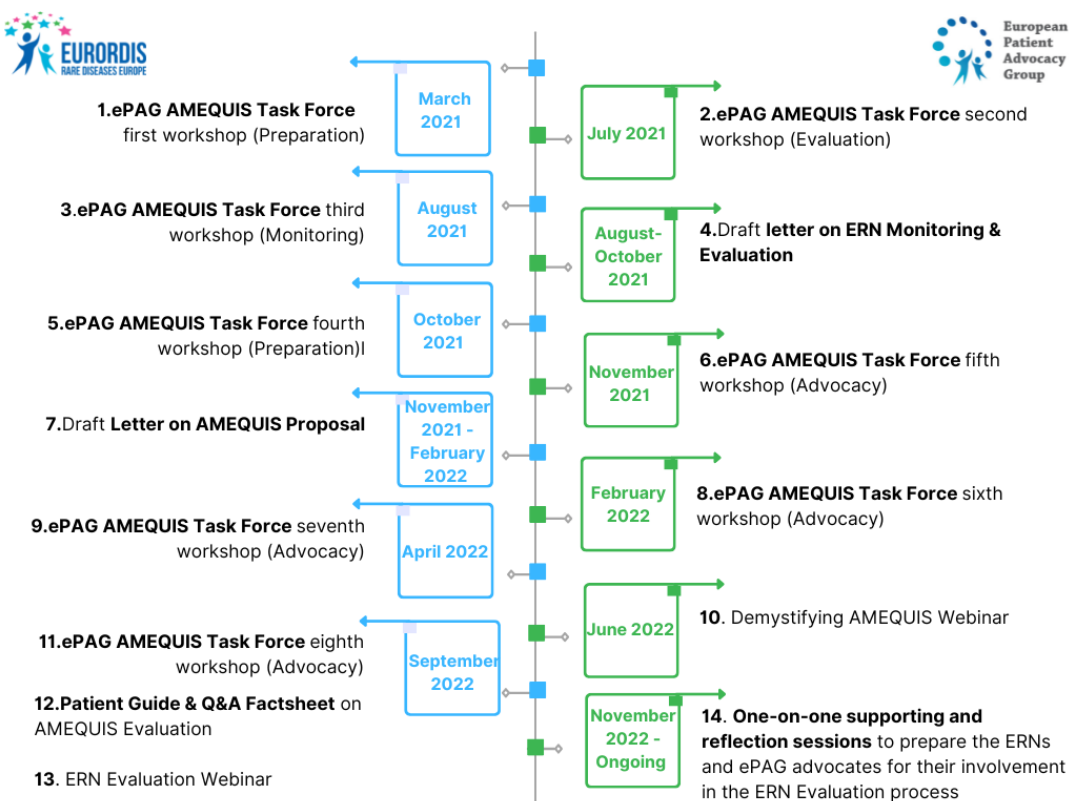 EURORDIS
RARE DISEASES EUROPE
European
Patient
Advocacy
Group
March
2021
1.ePAG AMEQUIS Task Force
first workshop (Preparation)
July 2021
2.ePAG AMEQUIS Task Force second
workshop (Evaluation)
August
2021
3.ePAG AMEQUIS Task Force third
workshop (Monitoring)
August-
October
2021
4.Draft letter on ERN Monitoring &
Evaluation
October
2021
5.ePAG AMEQUIS Task Force fourth
workshop (Preparation)l
November
2021
6.ePAG AMEQUIS Task Force fifth
workshop (Advocacy)
November
2021 -
February
2022
7.Draft Letter on AMEQUIS Proposal
February
2022
8.ePAG AMEQUIS Task Force sixth
workshop (Advocacy)
April 2022
9.ePAG AMEQUIS Task Force seventh
workshop (Advocacy)
June 2022
10. Demystifying AMEQUIS Webinar
September
2022
11.ePAG AMEQUIS Task Force eighth
workshop (Advocacy)
12.Patient Guide & Q&A Factsheet on
AMEQUIS Evaluation
13. ERN Evaluation Webinar
November
2022 -
Ongoing
14. One-on-one supporting and
reflection sessions to prepare the ERNs
and ePAG advocates for their involvement
in the ERN Evaluation process